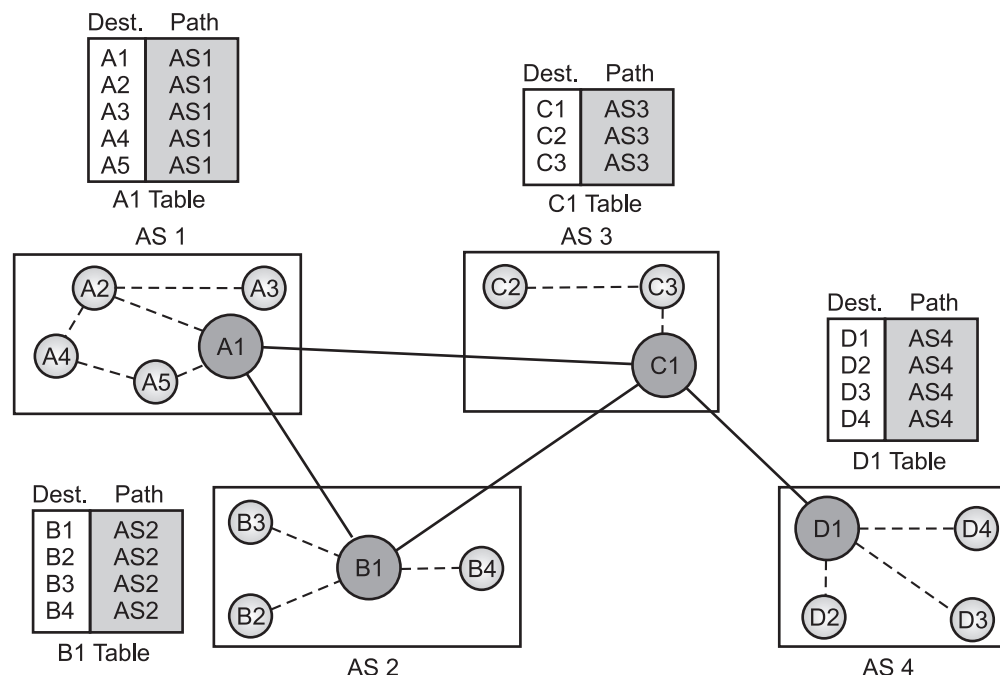 Dest. Path
A1 AS1
A2 AS1
A3 AS1
A4 AS1
A5 AS1
A1 Table
AS 1
A2
A3
A1
A4
A5
Dest. Path
C1 AS3
C2 AS3
C3 AS3
C1 Table
AS 3
C2
C3
C1
Dest. Path
D1 AS4
D2 AS4
D3 AS4
D4 AS4
D1 Table
Dest. Path
B1 AS2
B2 AS2
B3 AS2
B4 AS2
B1 Table
B3
B1
B4
B2
AS 2
D1
D4
D2
D3
AS 4